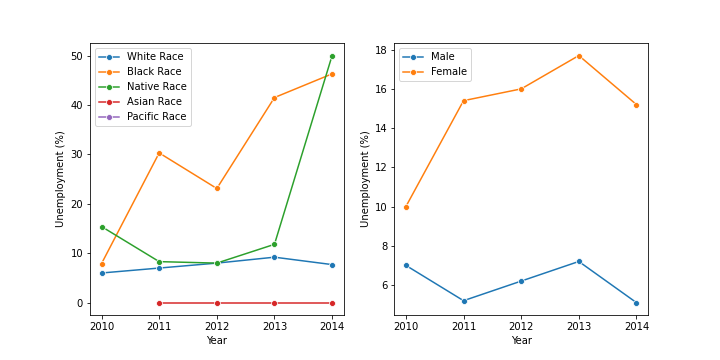 50
40
30
20
10
0
Unemployment (%)
White Race
Black Race
Native Race
Asian Race
Pacific Race
2010 2011 2012 2013 2014
Year
18
16
14
12
10
8
6
Unemployment (%)
Male
Female
2010 2011 2012 2013 2014
Year